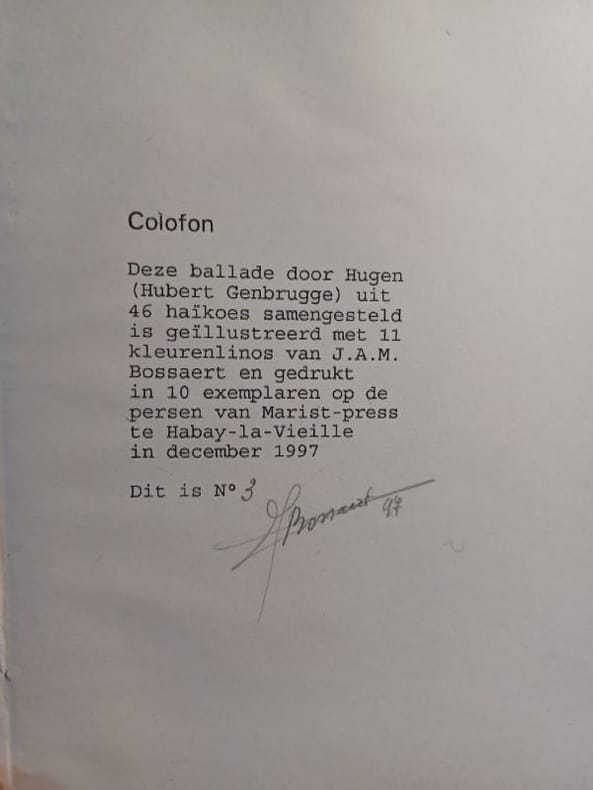 Colofon
Deze ballade door Hugen
(Hubert Genbrugge) uit
46 haïkoes samengesteld
is geïllustreerd met 11
kleurenlinos van J.A.M.
Bossaert en gedrukt
in 10 exemplaren op de
persen van Marist-press
te Habay-la-Vieille
in december 1997
Dit is N° 3
Bossaert 97